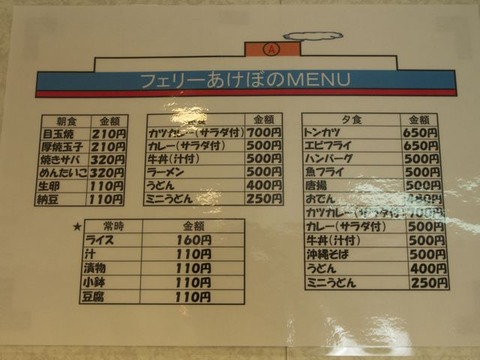 A
フェリーあけぼのMENU
朝食 金額
目玉焼 210円
厚焼玉子 210円
焼きサバ 320円
めんたいこ 320円
生卵 110円
納豆 110円
食 金額
カツカレー(サラダ付) 700円
カレー(サラダ付) 500円
牛丼(汁付) 500円
ラーメン 500円
うどん 400円
ミニうどん 250円
夕食 金額
トンカツ 650円
エビフライ 650円
ハンバーグ 500円
魚フライ 500円
唐揚 500円
おでん
カツカレー(サラダ付) 700円
カレー(サラダ付) 500円
牛丼(汁付) 500円
沖縄そば 500円
うどん 400円
ミニうどん 250円
★ 常時 金額
ライス 160円
汁 110円
漬物 110円
小鉢 110円
豆腐 110円